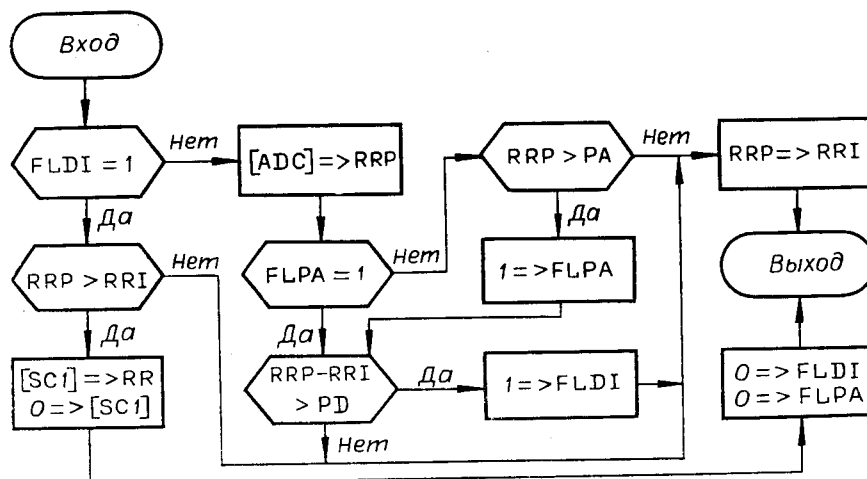 Вход
FLDI = 1
Нет
Да
[ADC]=>RRP
RRP > PA
Нет
Да
RRP=>RRI
RRP > RRI
Нет
Да
FLPA = 1
Нет
Да
1=>FLPA
Выход
[SC1]=>RR
0=>[SC1]
RRP-RRI
> PD
Да
Нет
1=>FLDI
0=>FLDI
0=>FLPA